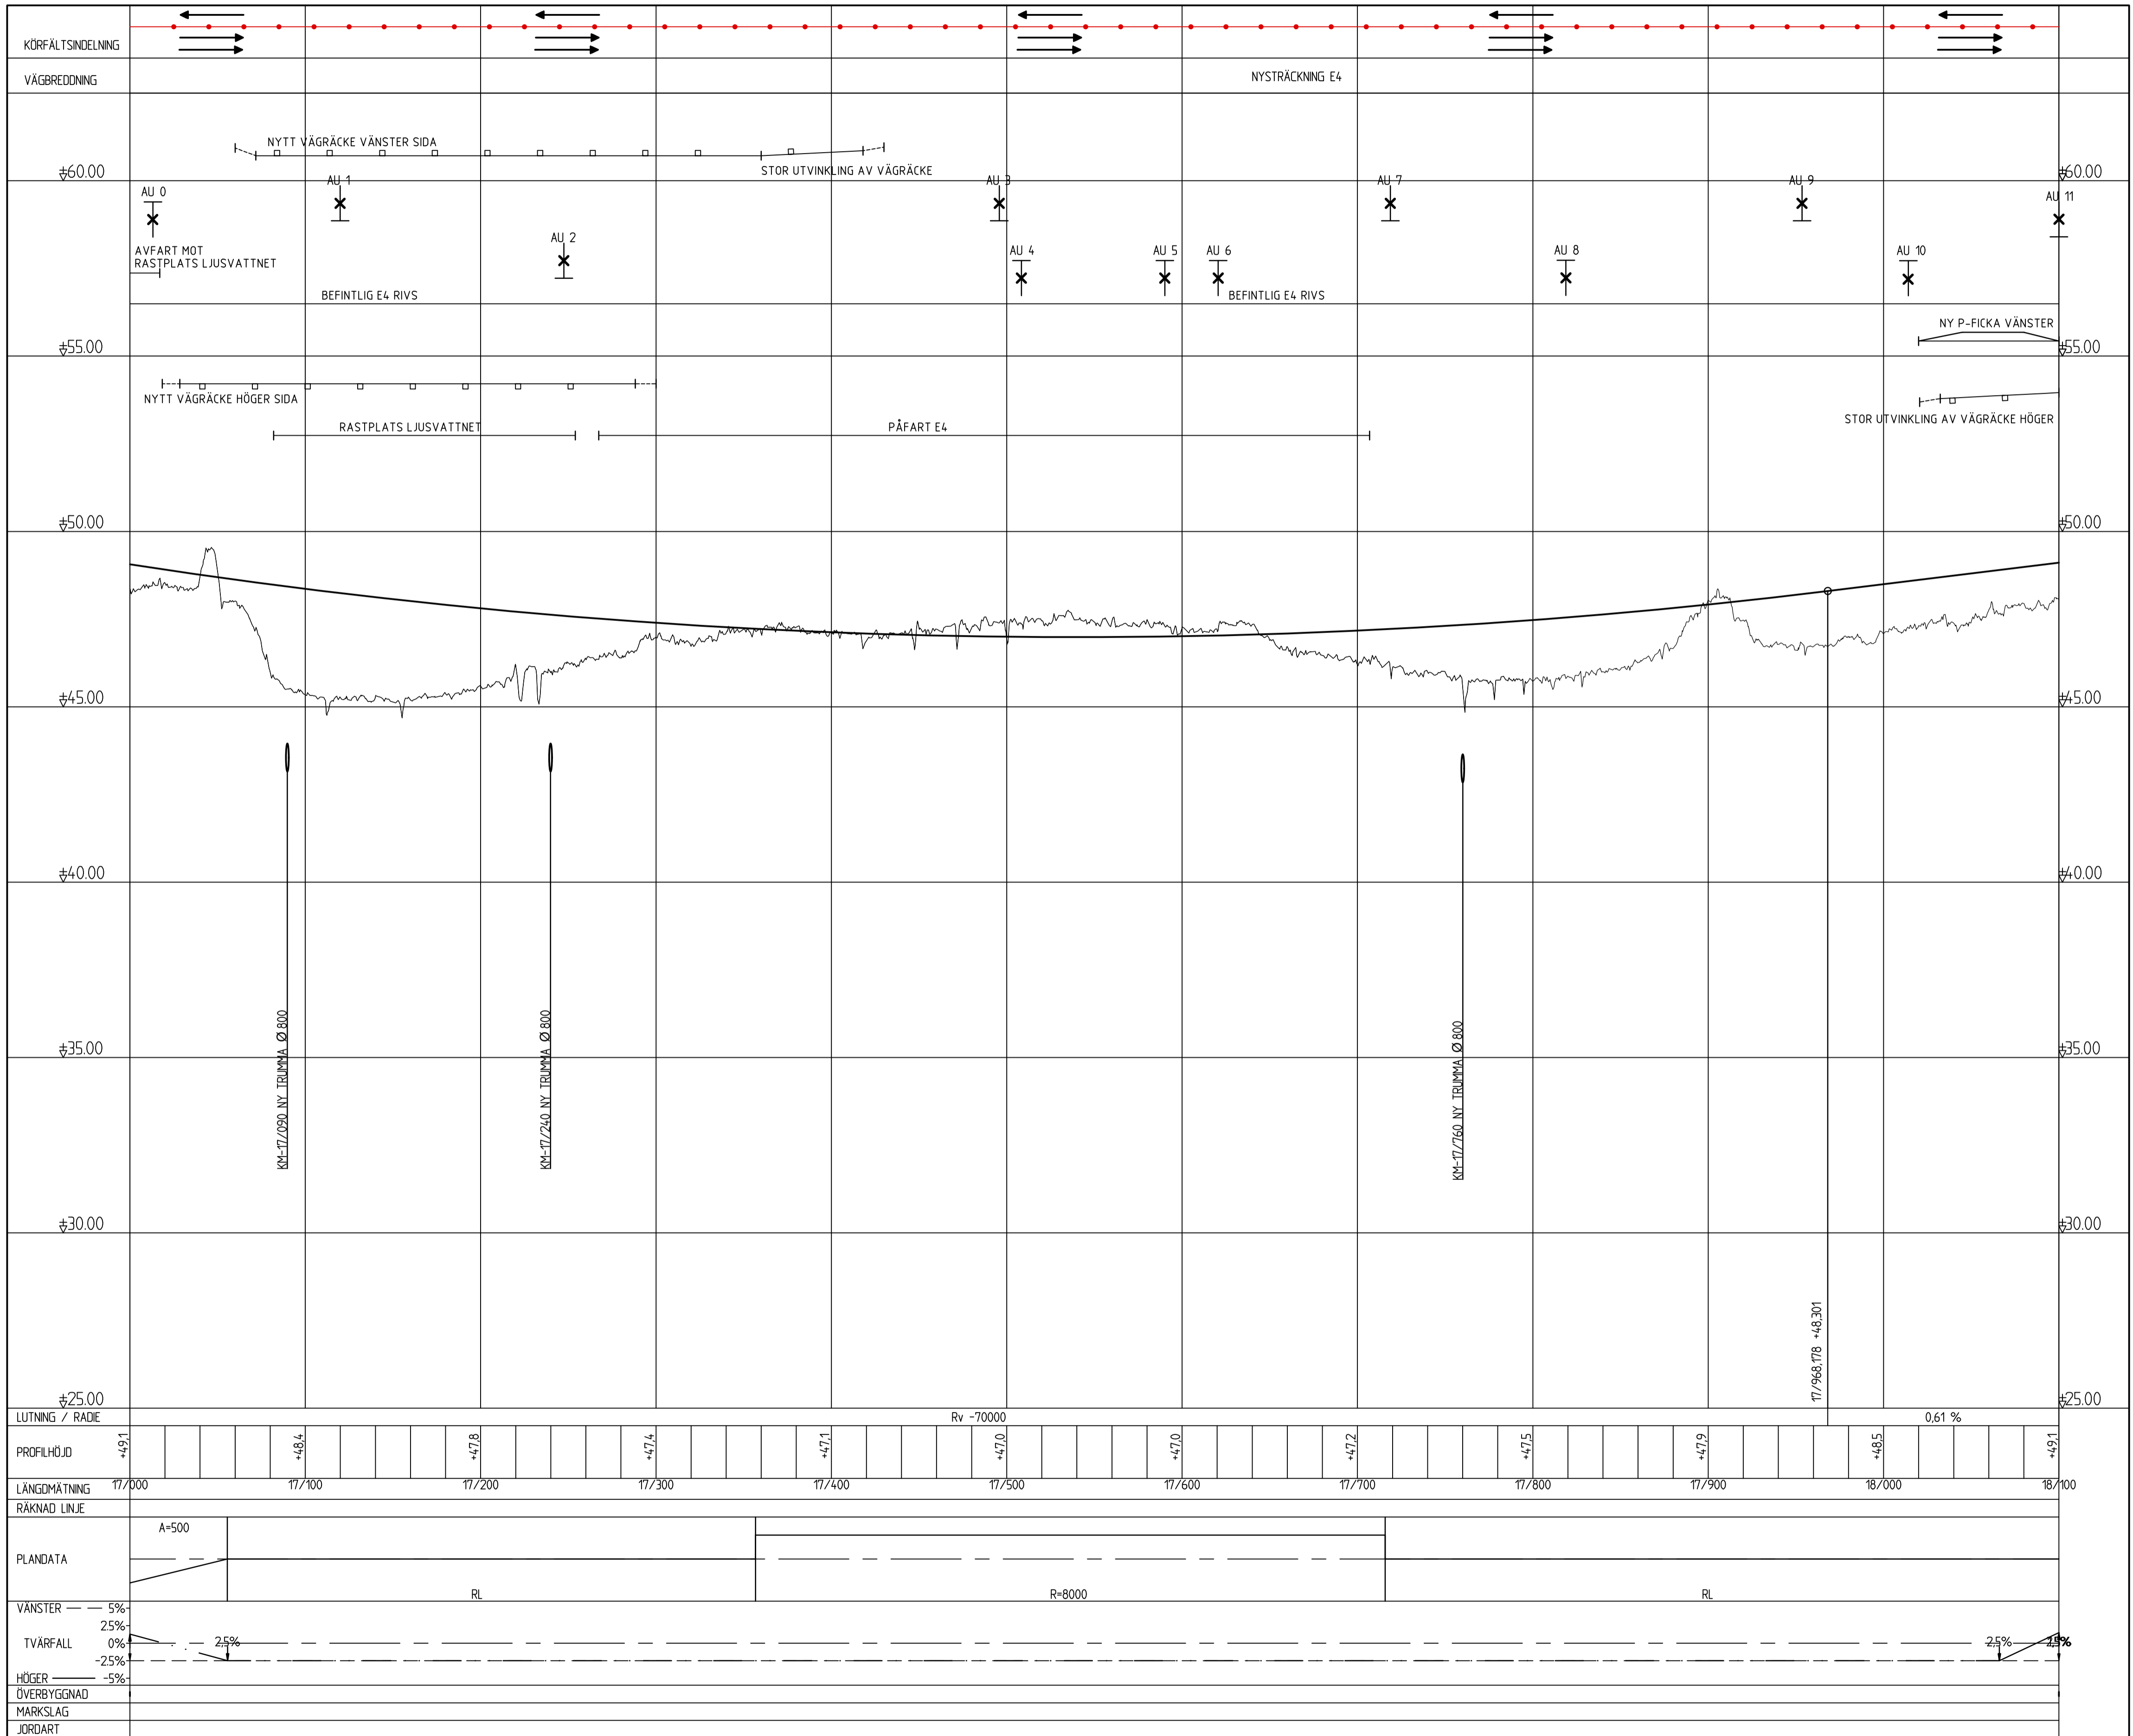 KÖRFÄLTSINDELNING
VÄGBREDDNING
NYSTRÄCKNING E4
NYTT VÄGRÄCKE VÄNSTER SIDA
STOR UTVINKLING AV VÄGRÄCKE
±60.00
±60.00
AU 0
AU 1
AU 2
AU 3
AU 4
AU 5
AU 6
AU 7
AU 8
AU 9
AU 10
AU 11
AVFART MOT
RASTPLATS LJUSVATTNET
BEFINTLIG E4 RIVS
BEFINTLIG E4 RIVS
NY P-FICKA VÄNSTER
±55.00
±55.00
NYTT VÄGRÄCKE HÖGER SIDA
STOR UTVINKLING AV VÄGRÄCKE HÖGER
RASTPLATS LJUSVATTNET
PÅFART E4
±50.00
±50.00
±45.00
±45.00
±40.00
±40.00
KM-17/090 NY TRUMMA Ø 800
KM-17/240 NY TRUMMA Ø 800
KM-17/760 NY TRUMMA Ø 800
±35.00
±35.00
±30.00
±30.00
17/968,178 +48,301
±25.00
±25.00
LUTNING / RADIE
Rv -70000
0,61 %
PROFILHÖJD
+49,1
+48,4
+47,8
+47,4
+47,1
+47,0
+47,0
+47,2
+47,5
+47,9
+48,5
+49,1
LÄNGDMÄTNING
17/000
17/100
17/200
17/300
17/400
17/500
17/600
17/700
17/800
17/900
18/000
18/100
RÄKNAD LINJE
A=500
PLANDATA
RL
R=8000
RL
VÄNSTER
5%
2.5%
TVÄRFALL
0%
2,5%
2,5%
2,5%
-2.5%
HÖGER
-5%
ÖVERBYGGNAD
MARKSLAG
JORDART